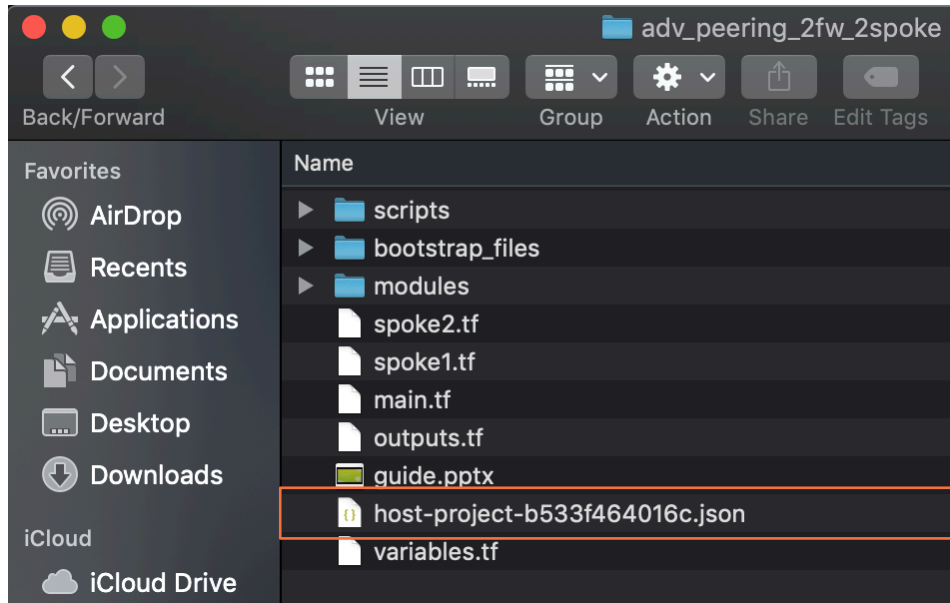 adv_peering_2fw_2spoke
Back/Forward
View
Group
Action
Share
Edit Tags
Favorites
AirDrop
Recents
Applications
Documents
Desktop
Downloads
iCloud
iCloud Drive
Name
scripts
bootstrap_files
modules
spoke2.tf
spoke1.tf
main.tf
outputs.tf
guide.pptx
host-project-b533f464016c.json
variables.tf